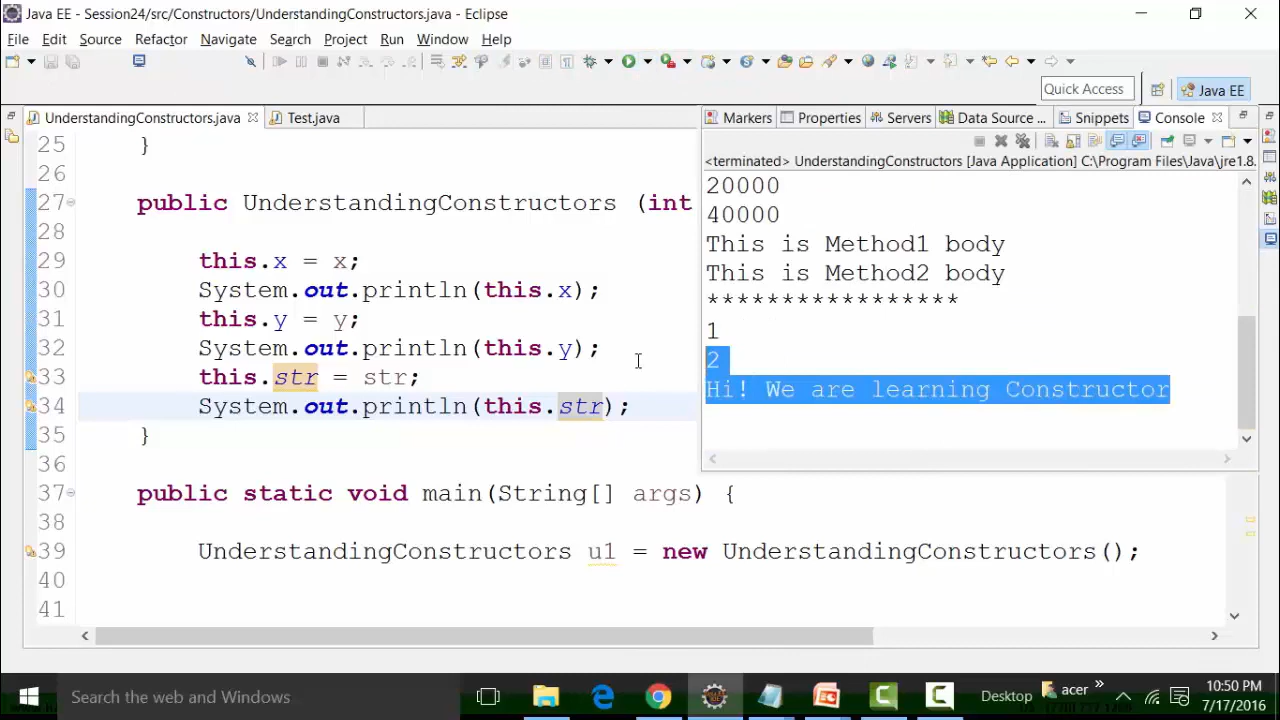 Java EE - Session24/src/Constructors/UnderstandingConstructors.java - Eclipse
File Edit Source Refactor Navigate Search Project Run Window Help
Quick Access
Java EE
UnderstandingConstructors.java
Test.java
25 }
26
27 public UnderstandingConstructors (int
28
29 this.x = x;
30 System.out.println(this.x);
31 this.y = y;
32 System.out.println(this.y);
33 this.str = str;
34 System.out.println(this.str);
35 }
36
37 public static void main(String[] args) {
38
39 UnderstandingConstructors u1 = new UnderstandingConstructors();
40
41
Markers Properties Servers Data Source ... Snippets Console
<terminated> UnderstandingConstructors [Java Application] C:\Program Files\Java\jre1.8.
20000
40000
This is Method1 body
This is Method2 body
*****************
1
2
Hi! We are learning Constructor
Search the web and Windows
Desktop
acer
10:50 PM
7/17/2016